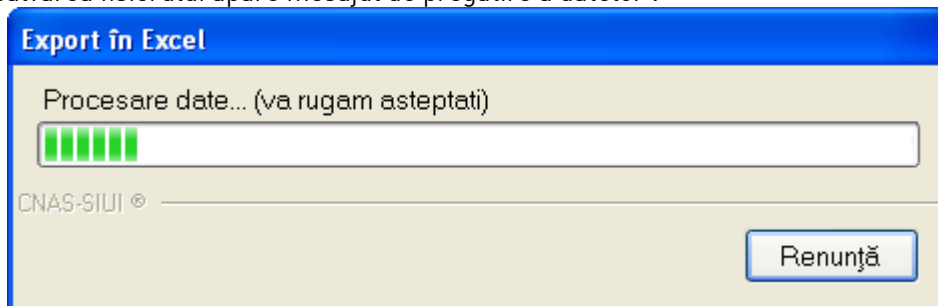 Export în Excel
Procesare date... (va rugam asteptati)
CNAS-SIUI ®
Renunţă